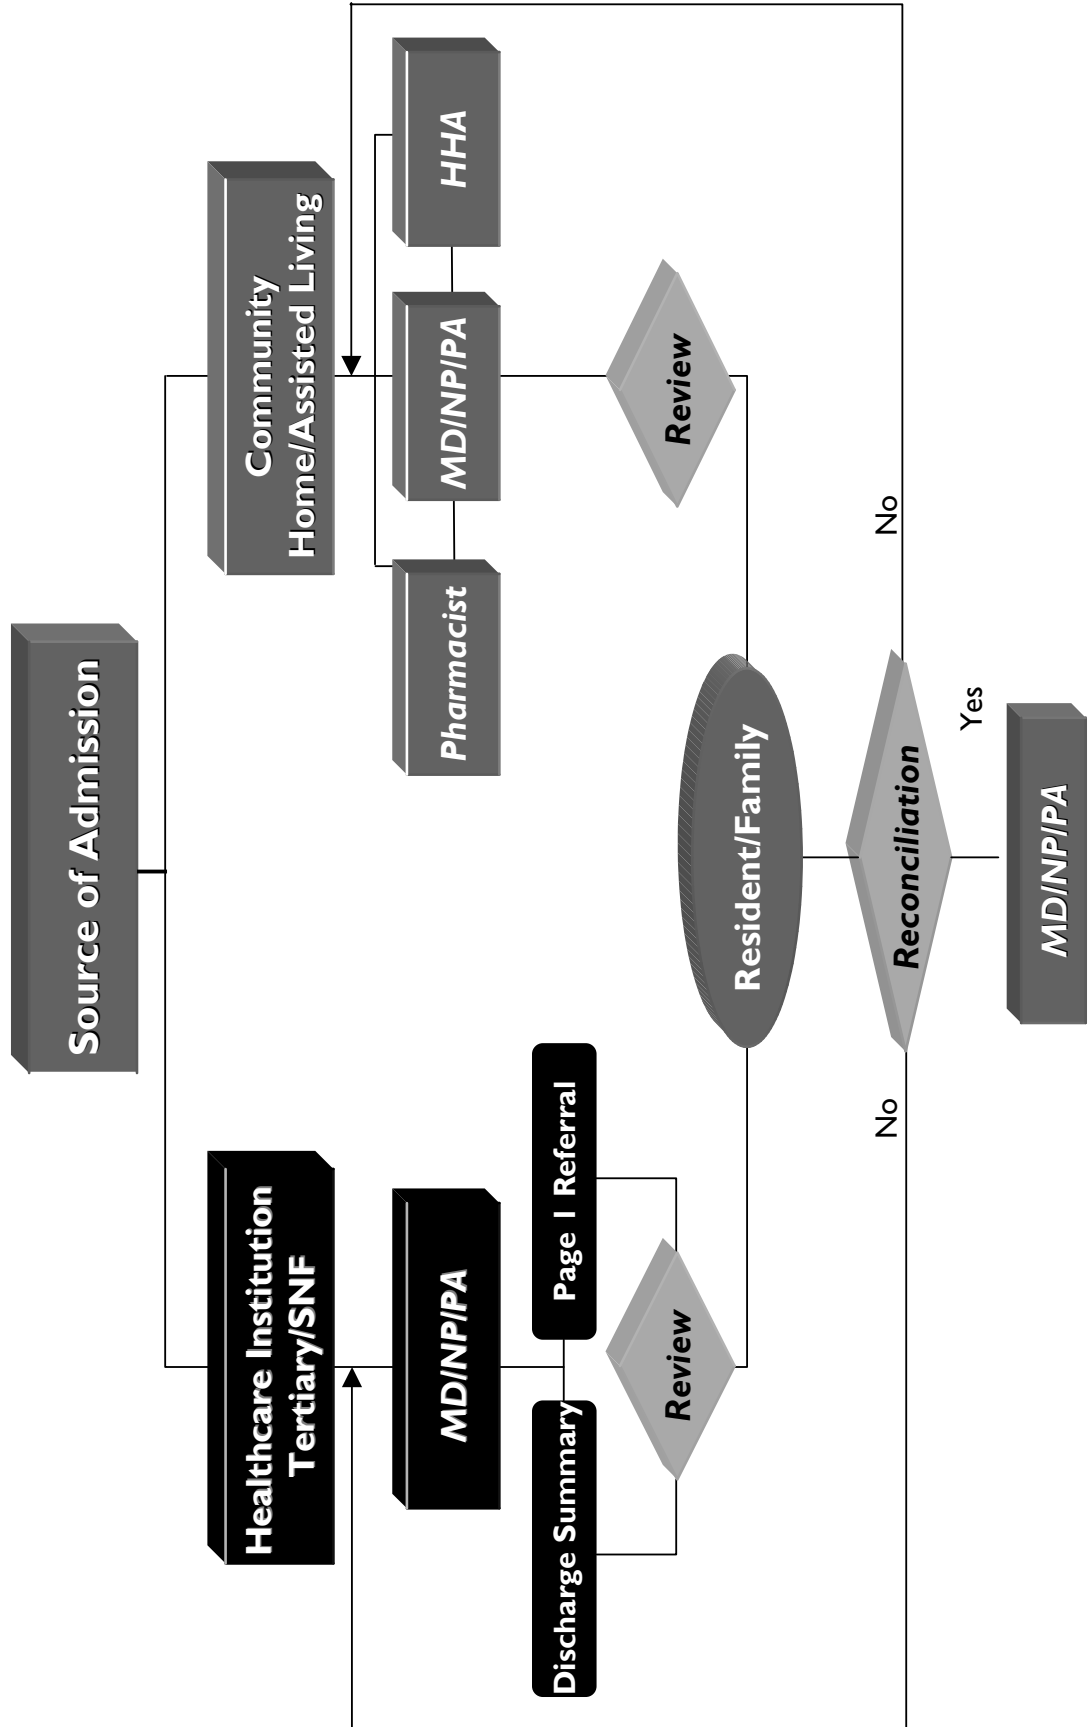 Source of Admission
Healthcare Institution
Tertiary/SNF
Community
Home/Assisted Living
MD/NP/PA
Pharmacist
MD/NP/PA
HHA
Discharge Summary
Page 1 Referral
Review
Review
Resident/Family
No
Reconciliation
No
Yes
MD/NP/PA